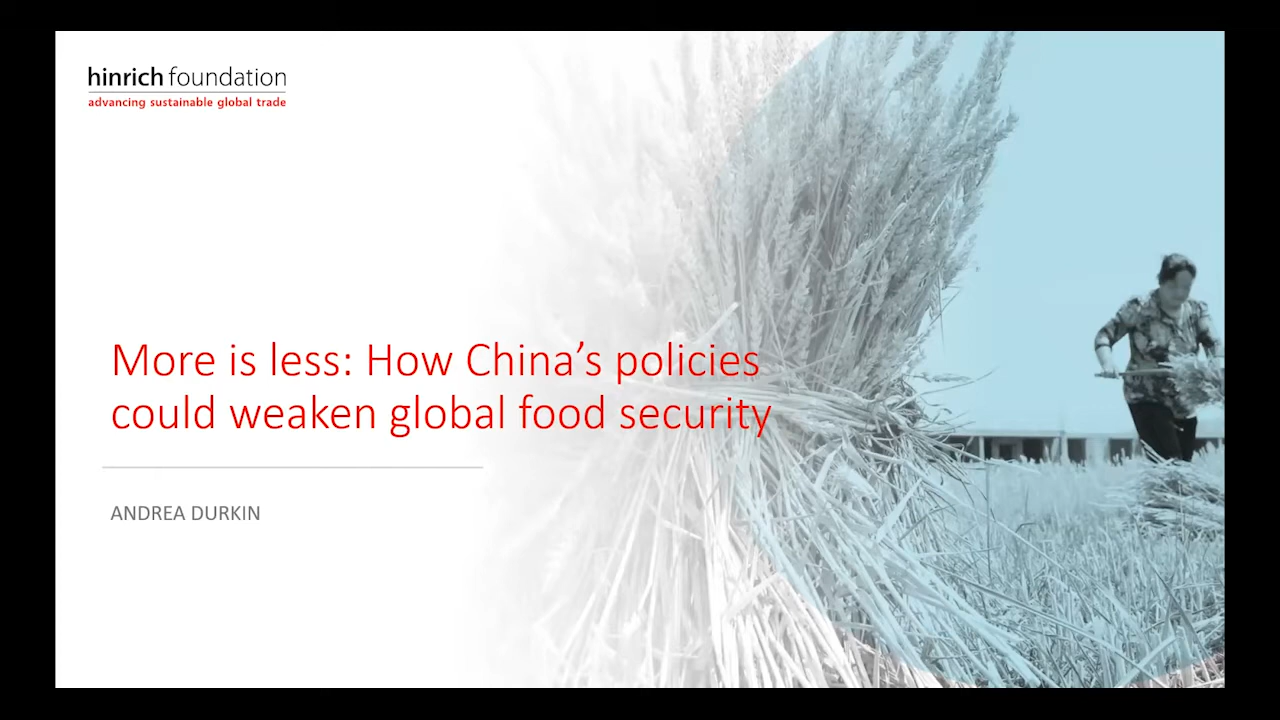 hinrich foundation
advancing sustainable global trade
More is less: How China’s policies
could weaken global food security
ANDREA DURKIN